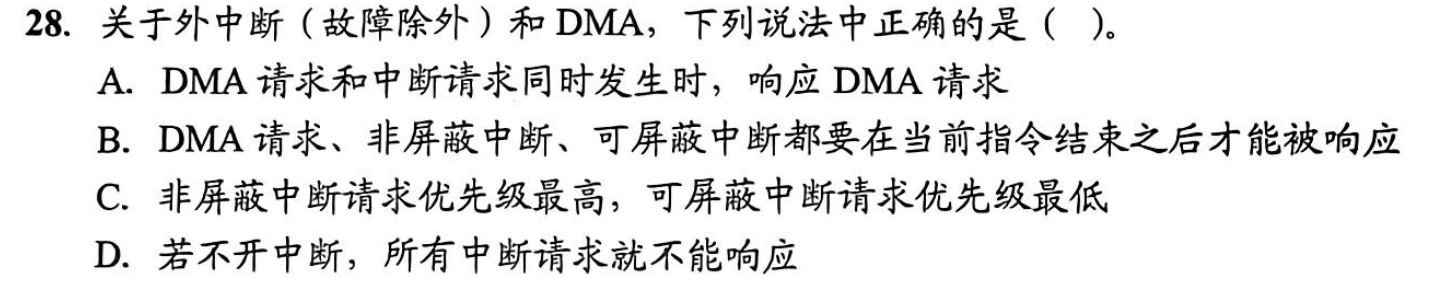 28. 关于外中断（故障除外）和 DMA，下列说法中正确的是（ ）。
A. DMA 请求和中断请求同时发生时，响应 DMA 请求
B. DMA 请求、非屏蔽中断、可屏蔽中断都要在当前指令结束之后才能被响应
C. 非屏蔽中断请求优先级最高，可屏蔽中断请求优先级最低
D. 若不开中断，所有中断请求就不能响应